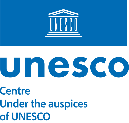 unesco
Centre
Under the auspices
of UNESCO